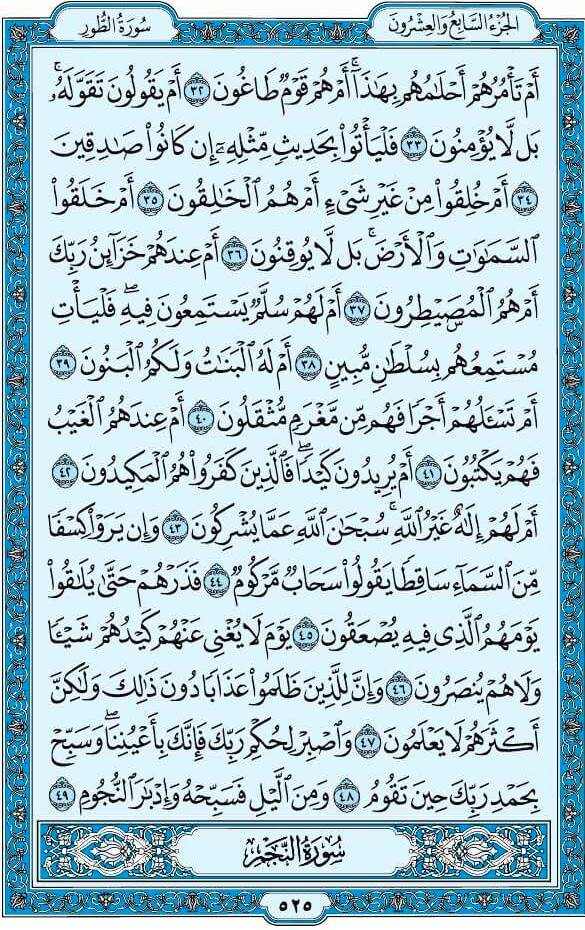 الجزء السابع والعشرون
سورة الطور
أَمْ تَأْمُرُهُمْ أَحْلَٰمُهُم بِهَٰذَآ ۚ أَمْ هُمْ قَوْمٌ طَاغُونَ ٣٢ أَمْ يَقُولُونَ تَقَوَّلَهُۥ ۚ
بَل لَّا يُؤْمِنُونَ ٣٣ فَلْيَأْتُوا۟ بِحَدِيثٍ مِّثْلِهِۦٓ إِن كَانُوا۟ صَٰدِقِينَ
٣٤ أَمْ خُلِقُوا۟ مِنْ غَيْرِ شَىْءٍ أَمْ هُمُ ٱلْخَٰلِقُونَ ٣٥ أَمْ خَلَقُوا۟
ٱلسَّمَٰوَٰتِ وَٱلْأَرْضَ ۚ بَل لَّا يُوقِنُونَ ٣٦ أَمْ عِندَهُمْ خَزَآئِنُ رَبِّكَ
أَمْ هُمُ ٱلْمُصَۣيْطِرُونَ ٣٧ أَمْ لَهُمْ سُلَّمٌ يَسْتَمِعُونَ فِيهِ ۖ فَلْيَأْتِ
مُسْتَمِعُهُم بِسُلْطَٰنٍ مُّبِينٍ ٣٨ أَمْ لَهُ ٱلْبَنَٰتُ وَلَكُمُ ٱلْبَنُونَ ٣٩
أَمْ تَسْـَٔلُهُمْ أَجْرًا فَهُم مِّن مَّغْرَمٍ مُّثْقَلُونَ ٤٠ أَمْ عِندَهُمُ ٱلْغَيْبُ
فَهُمْ يَكْتُبُونَ ٤١ أَمْ يُرِيدُونَ كَيْدًا ۖ فَٱلَّذِينَ كَفَرُوا۟ هُمُ ٱلْمَكِيدُونَ ٤٢
أَمْ لَهُمْ إِلَٰهٌ غَيْرُ ٱللَّهِ ۚ سُبْحَٰنَ ٱللَّهِ عَمَّا يُشْرِكُونَ ٤٣ وَإِن يَرَوْا۟ كِسْفًا
مِّنَ ٱلسَّمَآءِ سَاقِطًا يَقُولُوا۟ سَحَابٌ مَّرْكُومٌ ٤٤ فَذَرْهُمْ حَتَّىٰ يُلَٰقُوا۟
يَوْمَهُمُ ٱلَّذِى فِيهِ يُصْعَقُونَ ٤٥ يَوْمَ لَا يُغْنِى عَنْهُمْ كَيْدُهُمْ شَيْـًٔا
وَلَا هُمْ يُنصَرُونَ ٤٦ وَإِنَّ لِلَّذِينَ ظَلَمُوا۟ عَذَابًا دُونَ ذَٰلِكَ وَلَٰكِنَّ
أَكْثَرَهُمْ لَا يَعْلَمُونَ ٤٧ وَٱصْبِرْ لِحُكْمِ رَبِّكَ فَإِنَّكَ بِأَعْيُنِنَا ۖ وَسَبِّحْ
بِحَمْدِ رَبِّكَ حِينَ تَقُومُ ٤٨ وَمِنَ ٱلَّيْلِ فَسَبِّحْهُ وَإِدْبَٰرَ ٱلنُّجُومِ ٤٩
سُورَةُ النَّجْمِ
٥٢٥